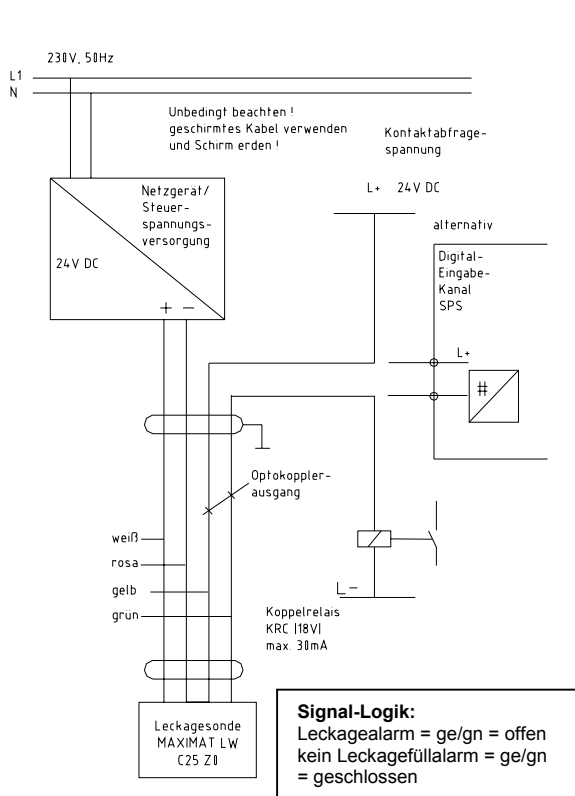 230V, 50Hz
L1
N
Unbedingt beachten !
geschirmtes Kabel verwenden
und Schirm erden !
Kontaktabfrage-
spannung
L+ 24V DC
Netzgerät/
Steuer-
spannungs-
versorgung
24V DC
+ -
alternativ
Digital-
Eingabe-
Kanal
SPS
L+
#
Optokoppler-
ausgang
weiß
rosa
gelb
grün
L-
Koppelrelais
KRC |18V|
max. 30mA
Leckagesonde
MAXIMAT LW
C25 Z0
Signal-Logik:
Leckagealarm = ge/gn = offen
kein Leckagefüllalarm = ge/gn
= geschlossen